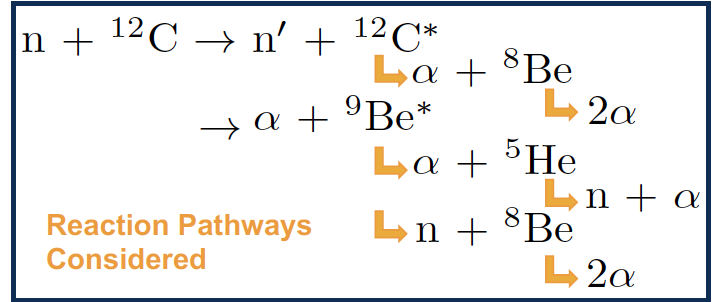 n + ¹²C → n′ + ¹²C*
α + ⁸Be
2α
→ α + ⁹Be*
α + ⁵He
n + α
n + ⁸Be
2α
Reaction Pathways
Considered